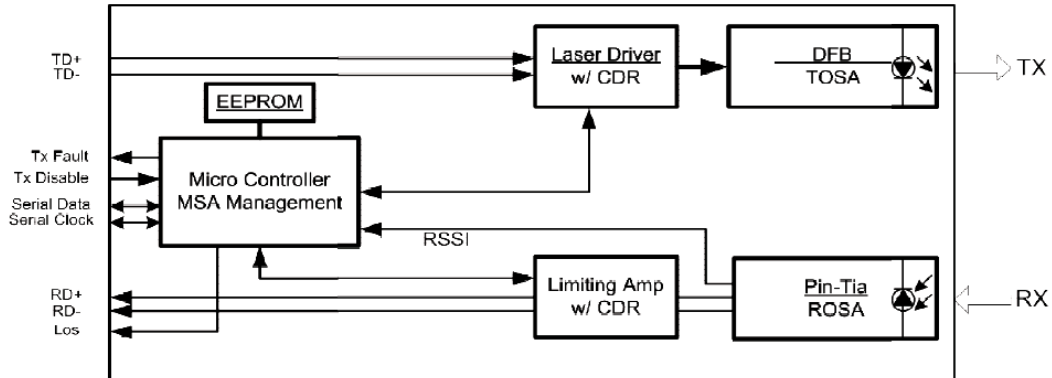 TD+
TD-
Laser Driver
w/ CDR
DFB
TOSA
TX
EEPROM
Tx Fault
Tx Disable
Serial Data
Serial Clock
Micro Controller
MSA Management
RSSI
RD+
RD-
Los
Limiting Amp
w/ CDR
Pin-Tia
ROSA
RX